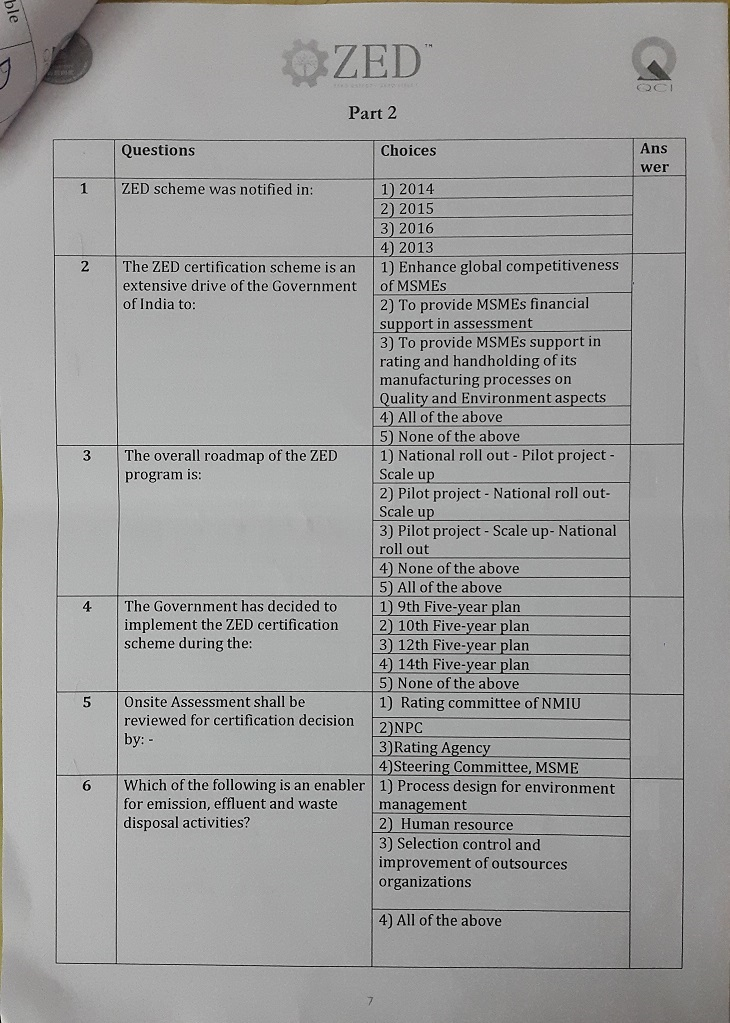 ble
ZED™
QCI
Part 2
Questions
Choices
Ans
wer
1
ZED scheme was notified in:
1) 2014
2) 2015
3) 2016
4) 2013
2
The ZED certification scheme is an
extensive drive of the Government
of India to:
1) Enhance global competitiveness
of MSMEs
2) To provide MSMEs financial
support in assessment
3) To provide MSMEs support in
rating and handholding of its
manufacturing processes on
Quality and Environment aspects
4) All of the above
5) None of the above
3
The overall roadmap of the ZED
program is:
1) National roll out - Pilot project -
Scale up
2) Pilot project - National roll out-
Scale up
3) Pilot project - Scale up- National
roll out
4) None of the above
5) All of the above
4
The Government has decided to
implement the ZED certification
scheme during the:
1) 9th Five-year plan
2) 10th Five-year plan
3) 12th Five-year plan
4) 14th Five-year plan
5) None of the above
5
Onsite Assessment shall be
reviewed for certification decision
by: -
1) Rating committee of NMIU
2)NPC
3)Rating Agency
4)Steering Committee, MSME
6
Which of the following is an enabler
for emission, effluent and waste
disposal activities?
1) Process design for environment
management
2) Human resource
3) Selection control and
improvement of outsources
organizations
4) All of the above
7